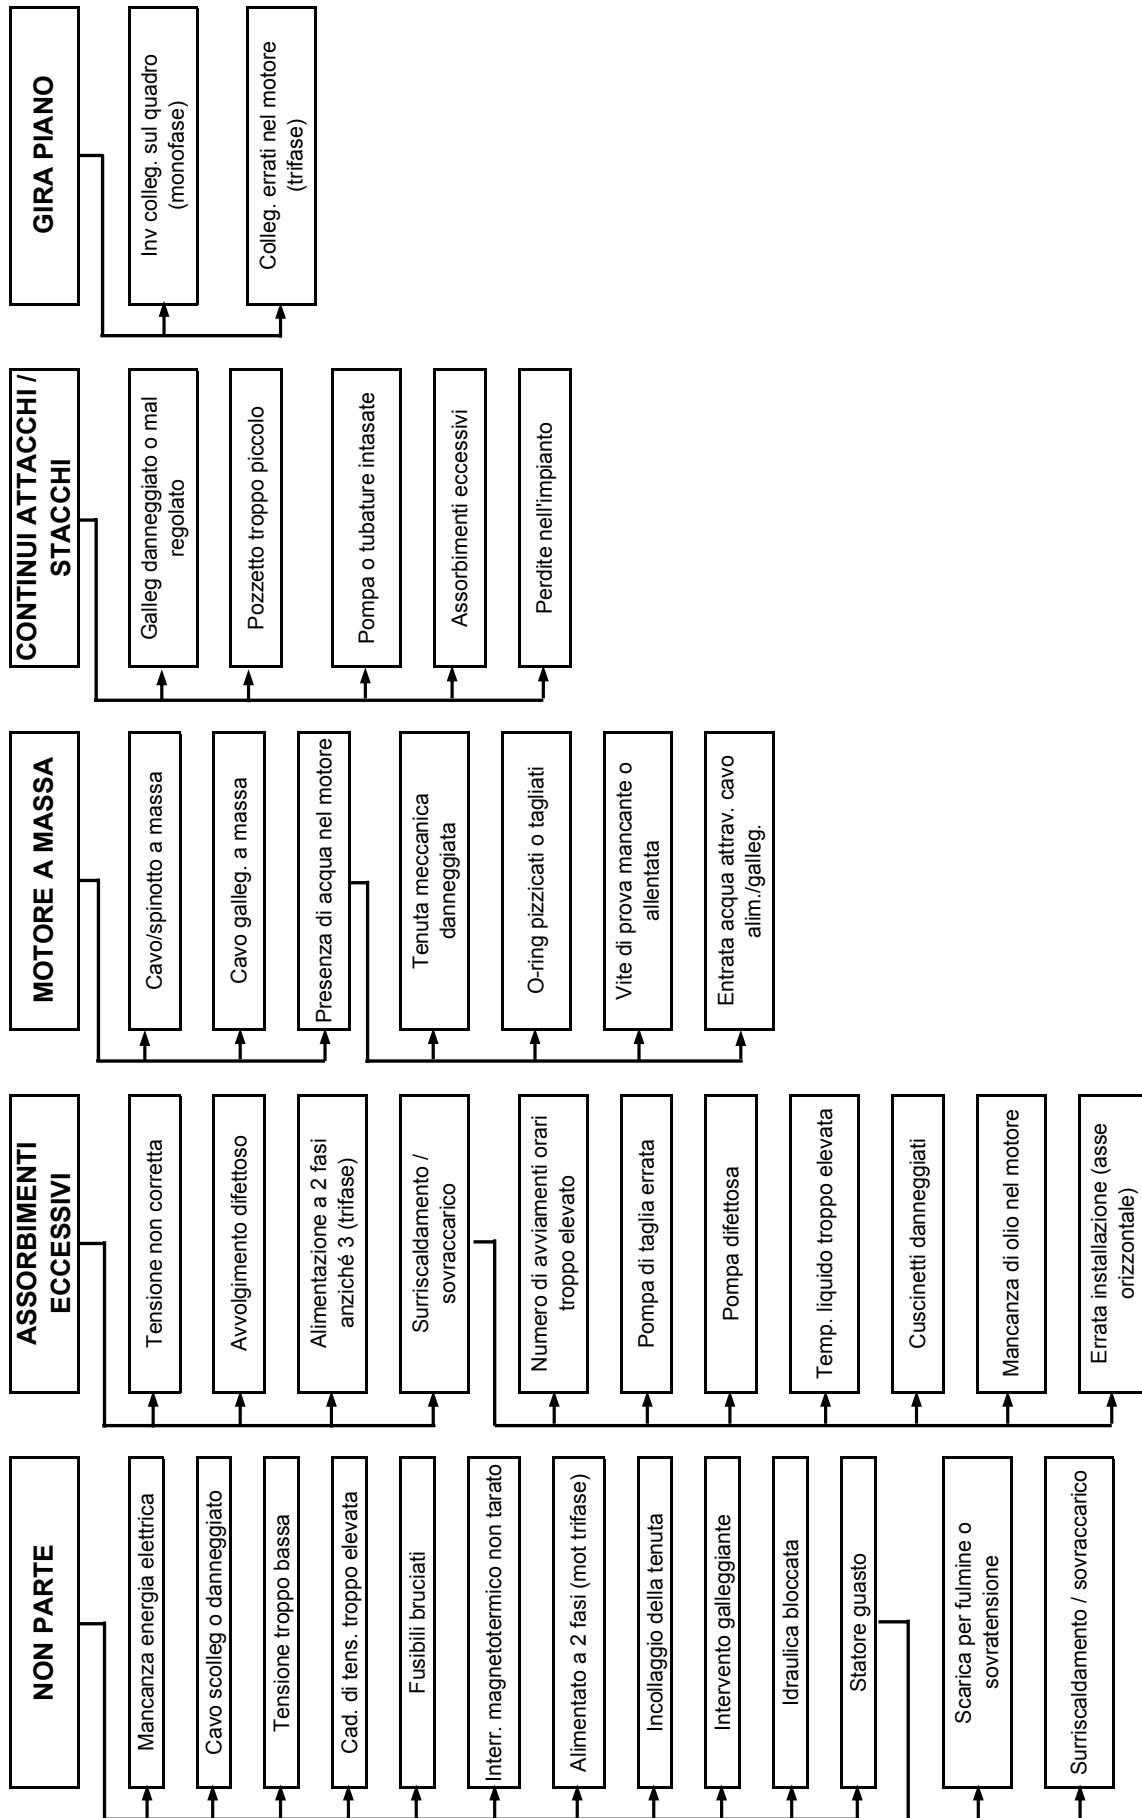 NON PARTE
Mancanza energia elettrica
Cavo scolleg o danneggiato
Tensione troppo bassa
Cad. di tens. troppo elevata
Fusibili bruciati
Interr. magnetotermico non tarato
Alimentato a 2 fasi (mot trifase)
Incollaggio della tenuta
Intervento galleggiante
Idraulica bloccata
Statore guasto
Scarica per fulmine o
sovratensione
Surriscaldamento / sovraccarico
ASSORBIMENTI
ECCESSIVI
Tensione non corretta
Avvolgimento difettoso
Alimentazione a 2 fasi
anziché 3 (trifase)
Surriscaldamento /
sovraccarico
Numero di avviamenti orari
troppo elevato
Pompa di taglia errata
Pompa difettosa
Temp. liquido troppo elevata
Cuscinetti danneggiati
Mancanza di olio nel motore
Errata installazione (asse
orizzontale)
MOTORE A MASSA
Cavo/spinotto a massa
Cavo galleg. a massa
Presenza di acqua nel motore
Tenuta meccanica
danneggiata
O-ring pizzicati o tagliati
Vite di prova mancante o
allentata
Entrata acqua attrav. cavo
alim./galleg.
CONTINUI ATTACCHI /
STACCHI
Galleg danneggiato o mal
regolato
Pozzetto troppo piccolo
Pompa o tubature intasate
Assorbimenti eccessivi
Perdite nell'impianto
GIRA PIANO
Inv colleg. sul quadro
(monofase)
Colleg. errati nel motore
(trifase)